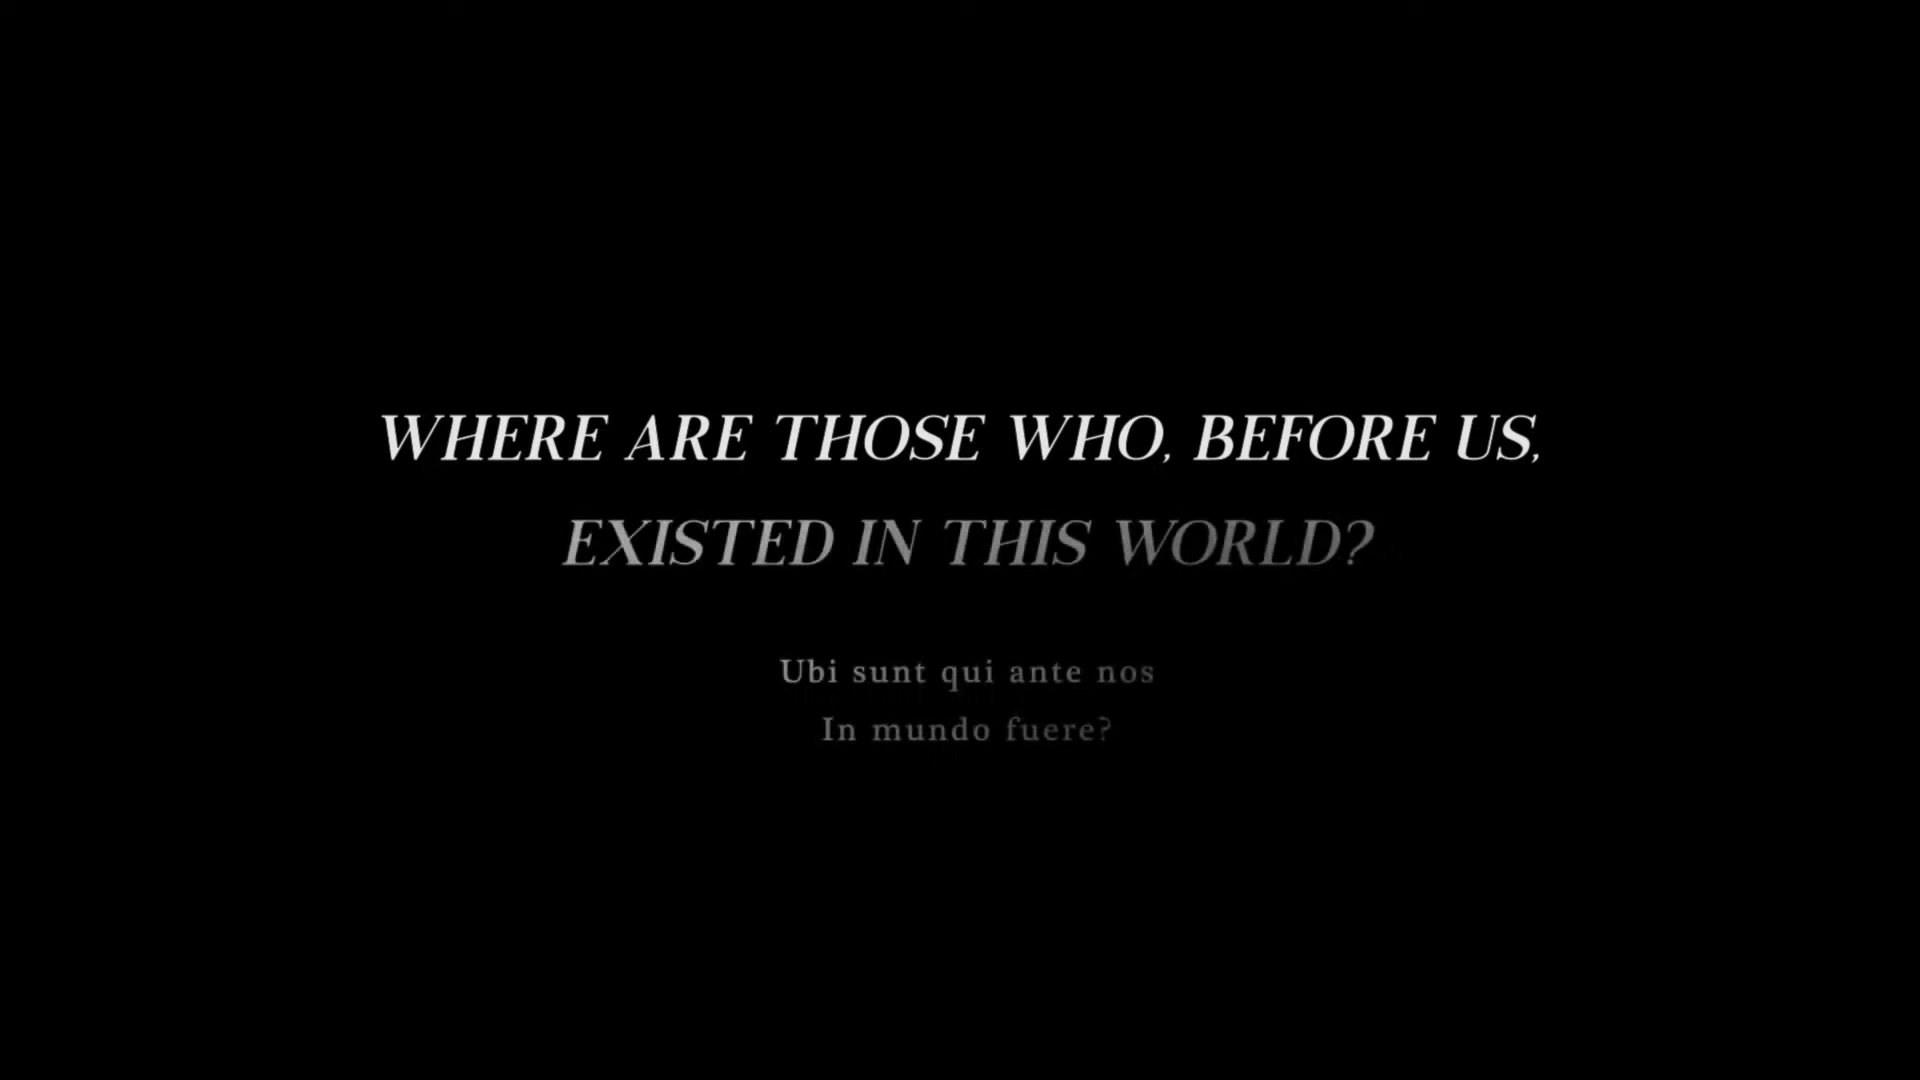 WHERE ARE THOSE WHO, BEFORE US,
EXISTED IN THIS WORLD?
Ubi sunt qui ante nos
In mundo fuere?